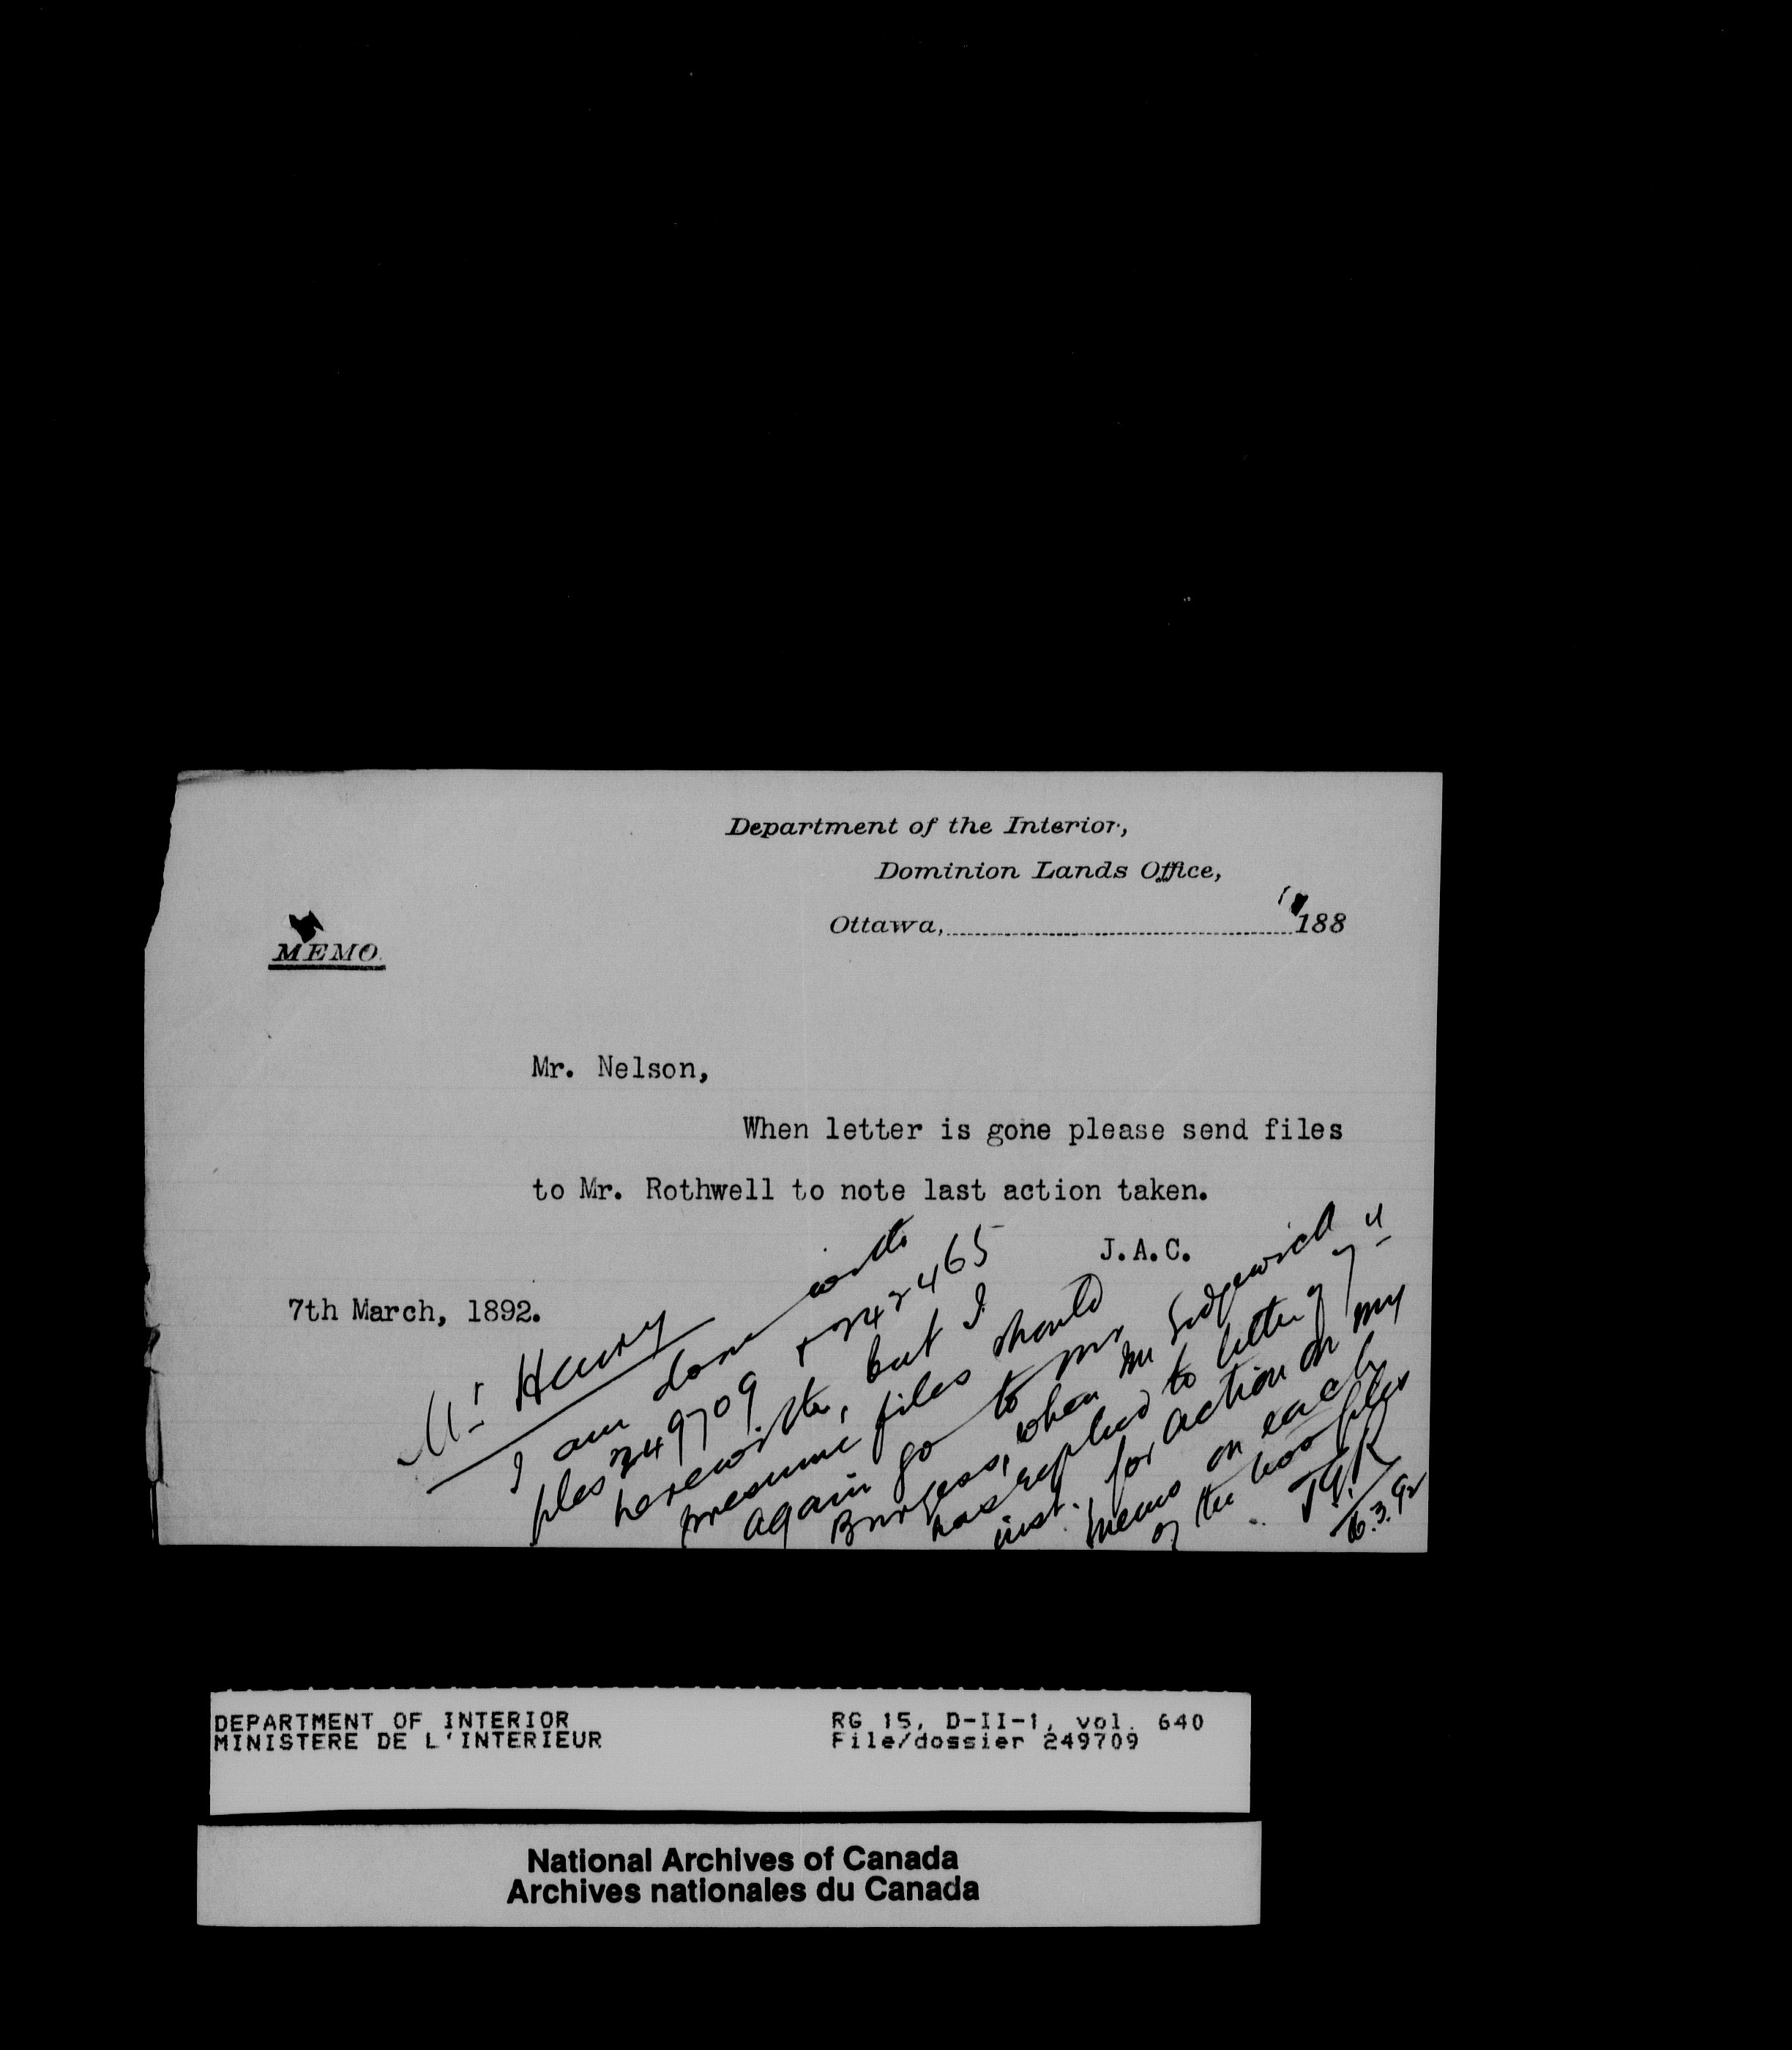 Department of the Interior,
Dominion Lands Office,
Ottawa, 188
MEMO.
Mr. Nelson,
When letter is gone please send files
to Mr. Rothwell to note last action taken.
J.A.C.
7th March, 1892.
Mr Henry
I am done with
files 249709 + 242465
herewith, but I
presume files should
again go to Mr
Burgess, when Mr Sedgewick
has replied to letter of 7th
inst. for action on my
memos on each
of the two files
T.G.R
16.3.92
DEPARTMENT OF INTERIOR
MINISTERE DE L'INTERIEUR
RG 15, D-II-1, vol. 640
File/dossier 249709
National Archives of Canada
Archives nationales du Canada